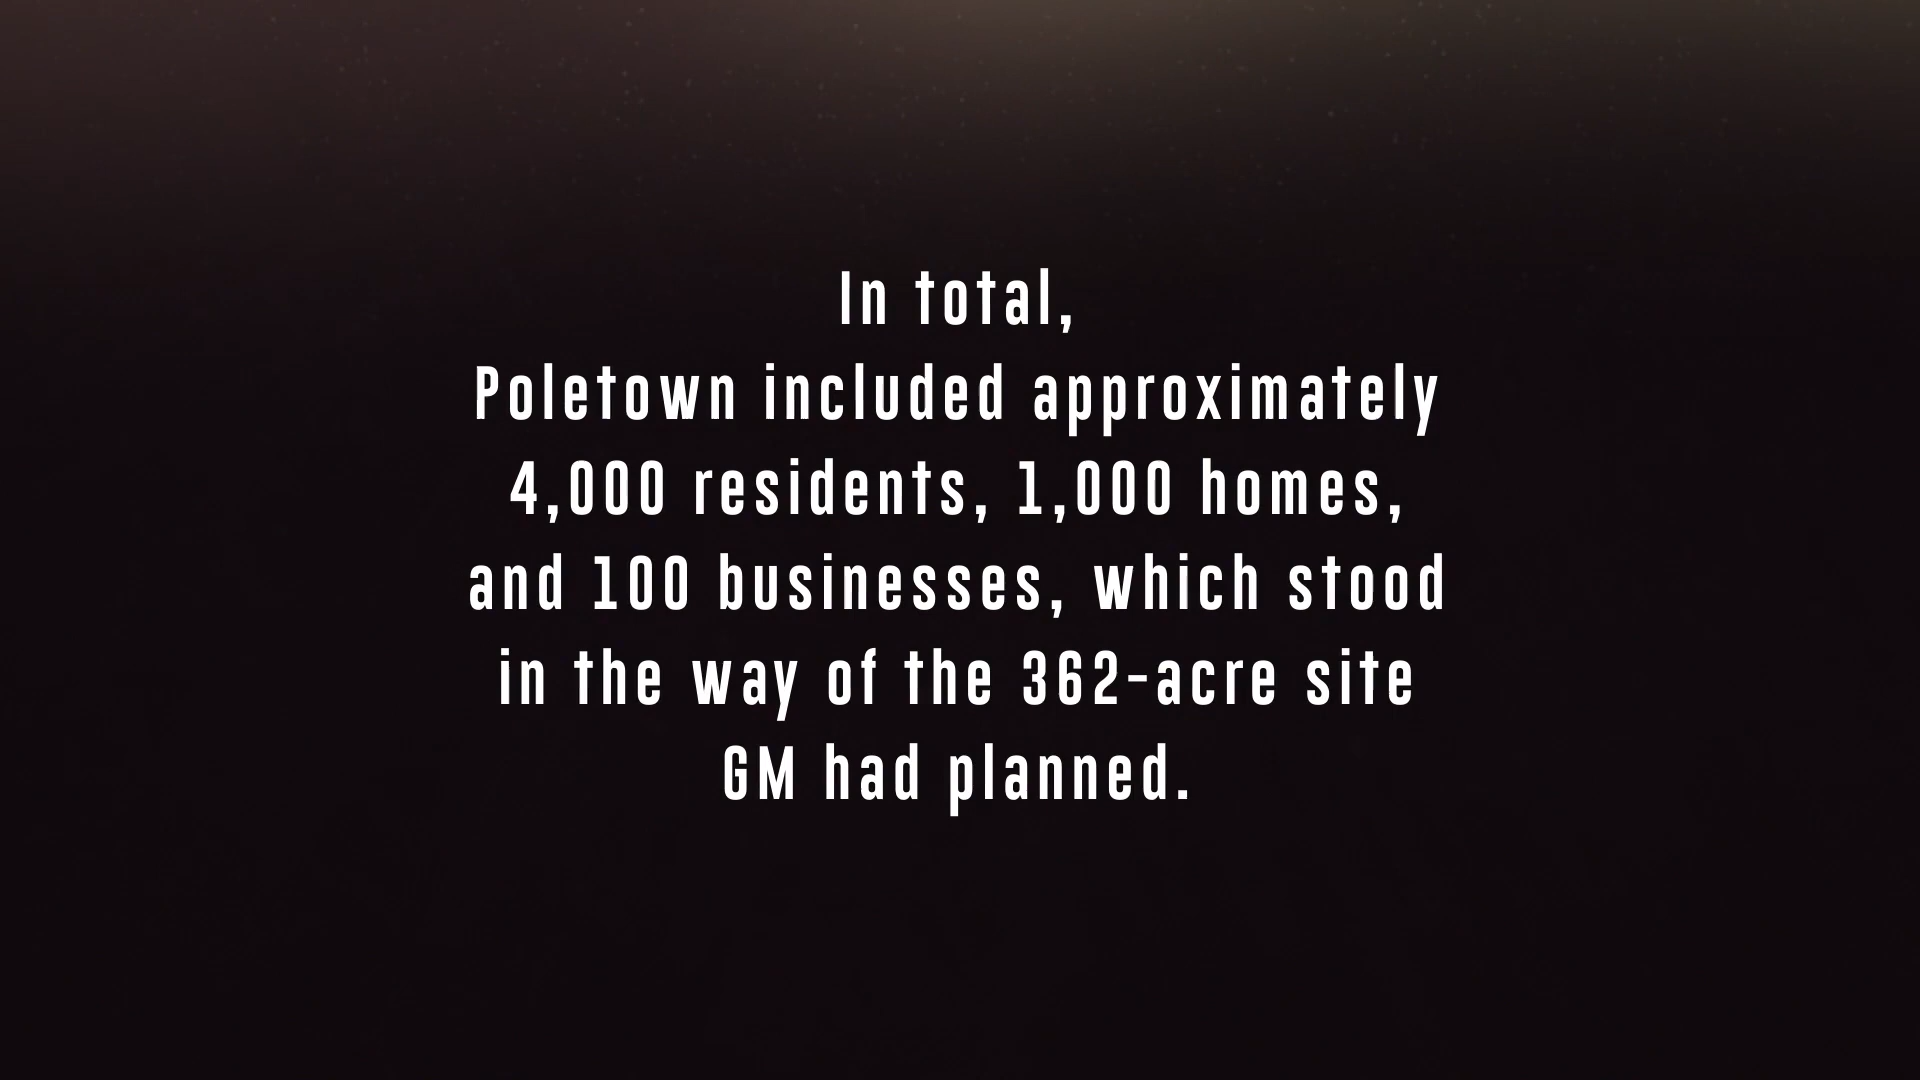 In total,
Poletown included approximately
4,000 residents, 1,000 homes,
and 100 businesses, which stood
in the way of the 362-acre site
GM had planned.